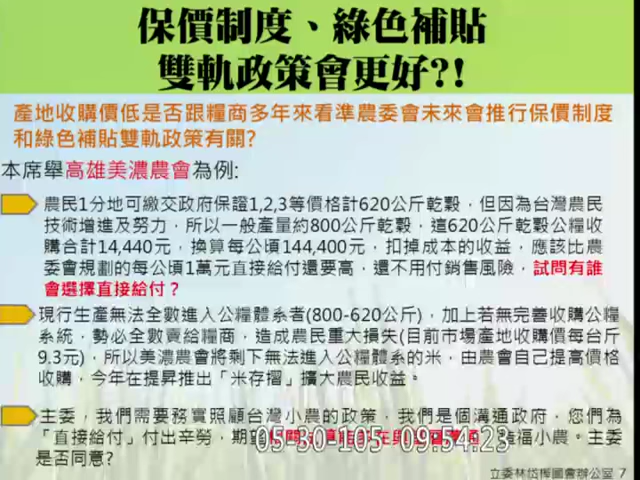 保價制度、綠色補貼
雙軌政策會更好?!
產地收購價低是否跟糧商多年來看準農委會未來會推行保價制度
和綠色補貼雙軌政策有關?
本席舉高雄美濃農會為例:
農民1分地可繳交政府保證1,2,3等價格計620公斤乾穀，但因為台灣農民
技術增進及努力，所以一般產量約800公斤乾穀，這620公斤乾穀公糧收
購合計14,440元，換算每公頃144,400元，扣掉成本的收益，應該比農
委會規劃的每公頃1萬元直接給付還要高，還不用付銷售風險，試問有誰
會選擇直接給付？
現行生產無法全數進入公糧體系者(800-620公斤)，加上若無完善收購公糧
系統，勢必全數賣給糧商，造成農民重大損失(目前市場產地收購價每台斤
9.3元)，所以美濃農會將剩下無法進入公糧體系的米，由農會自己提高價格
收購，今年在提昇推出「米存摺」擴大農民收益。
主委，我們需要務實照顧台灣小農的政策，我們是個溝通政府，您們為
「直接給付」付出辛勞，期
05-30-105 09:54:23
福小農。主委
是否同意?
立委林岱樺國會辦公室 7